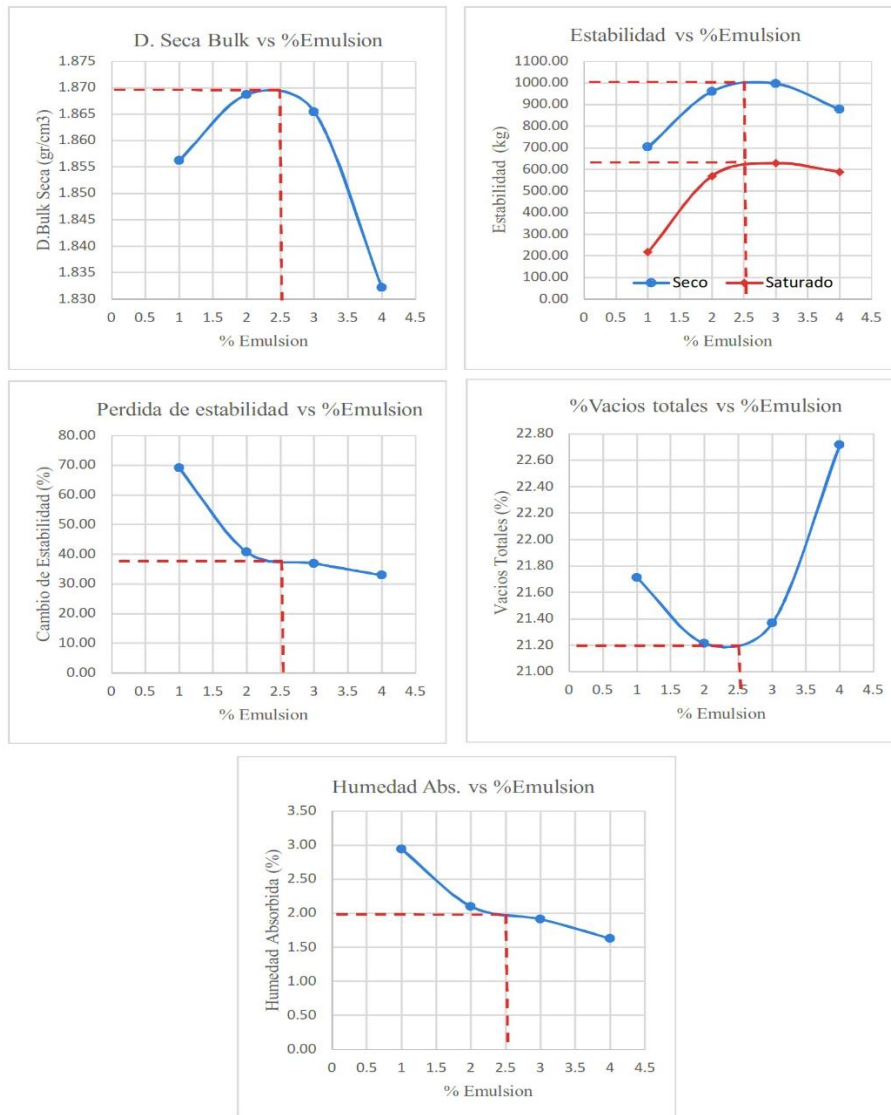 D. Seca Bulk vs %Emulsion
1.875
1.870
1.865
1.860
1.855
1.850
1.845
1.840
1.835
1.830
D.Bulk Seca (gr/cm3)
0 0.5 1 1.5 2 2.5 3 3.5 4 4.5
% Emulsion
Estabilidad vs %Emulsion
1100.00
1000.00
900.00
800.00
700.00
600.00
500.00
400.00
300.00
200.00
100.00
0.00
Estabilidad (kg)
Seco Saturado
0 0.5 1 1.5 2 2.5 3 3.5 4 4.5
% Emulsion
Perdida de estabilidad vs %Emulsion
80.00
70.00
60.00
50.00
40.00
30.00
20.00
10.00
0.00
Cambio de Estabilidad (%)
0 0.5 1 1.5 2 2.5 3 3.5 4 4.5
% Emulsion
%Vacios totales vs %Emulsion
22.80
22.60
22.40
22.20
22.00
21.80
21.60
21.40
21.20
21.00
Vacios Totales (%)
0 0.5 1 1.5 2 2.5 3 3.5 4 4.5
% Emulsion
Humedad Abs. vs %Emulsion
3.50
3.00
2.50
2.00
1.50
1.00
0.50
0.00
Humedad Absorbida (%)
0 0.5 1 1.5 2 2.5 3 3.5 4 4.5
% Emulsion